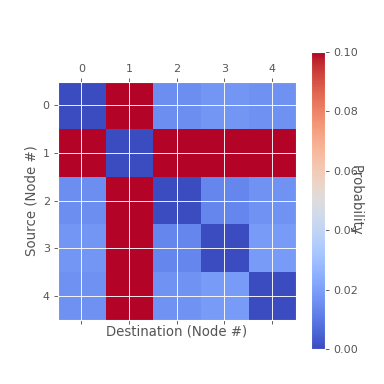 0 1 2 3 4
0
1
2
3
4
Source (Node #)
Destination (Node #)
0.10
0.08
0.06
0.04
0.02
0.00
Probability